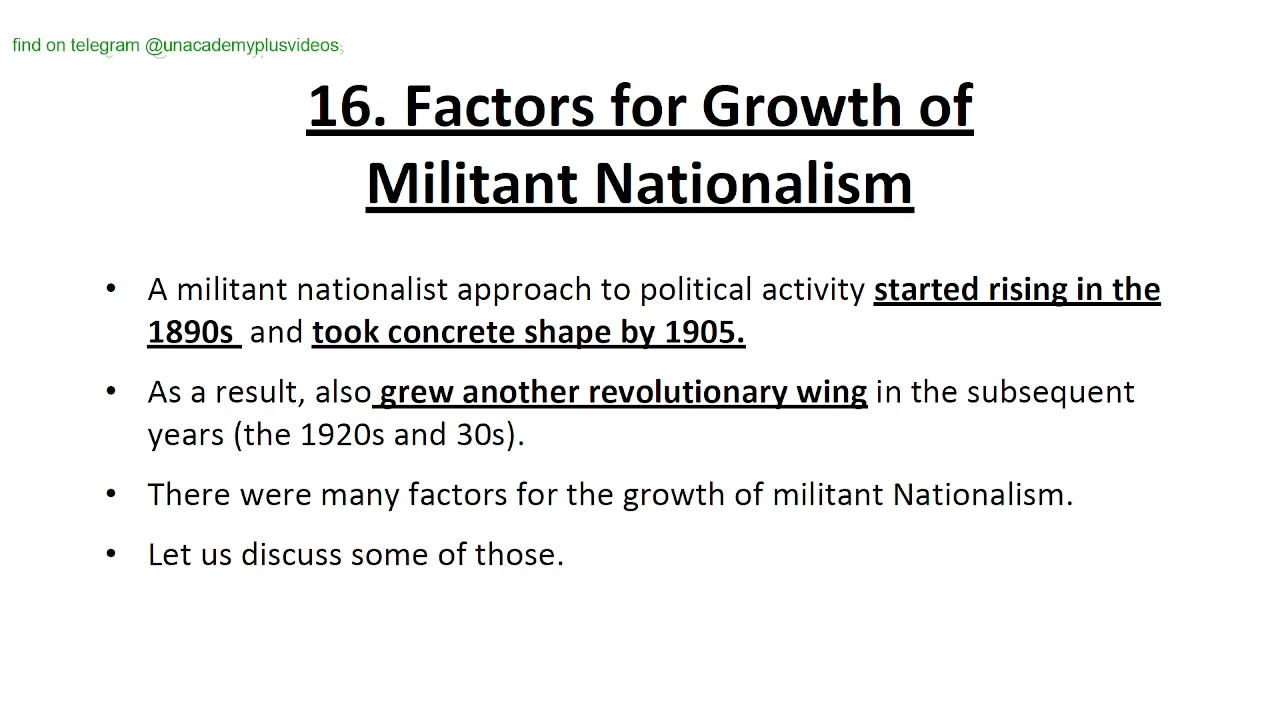 find on telegram @unacademyplusvideos
16. Factors for Growth of
Militant Nationalism
• A militant nationalist approach to political activity started rising in the
1890s and took concrete shape by 1905.
• As a result, also grew another revolutionary wing in the subsequent
years (the 1920s and 30s).
• There were many factors for the growth of militant Nationalism.
• Let us discuss some of those.